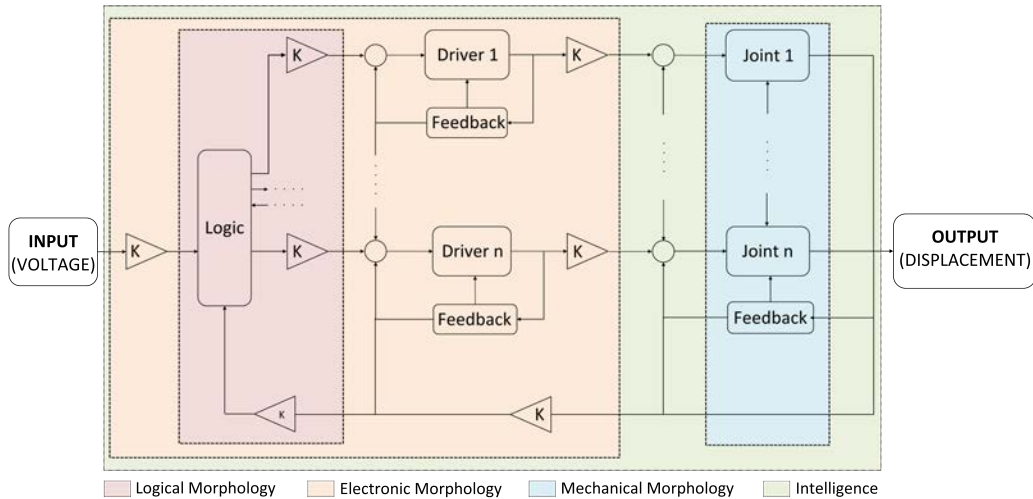 K
Driver 1
K
Joint 1
Feedback
Logic
INPUT
(VOLTAGE)
K
K
Driver n
K
Joint n
OUTPUT
(DISPLACEMENT)
Feedback
Feedback
K
K
Logical Morphology
Electronic Morphology
Mechanical Morphology
Intelligence